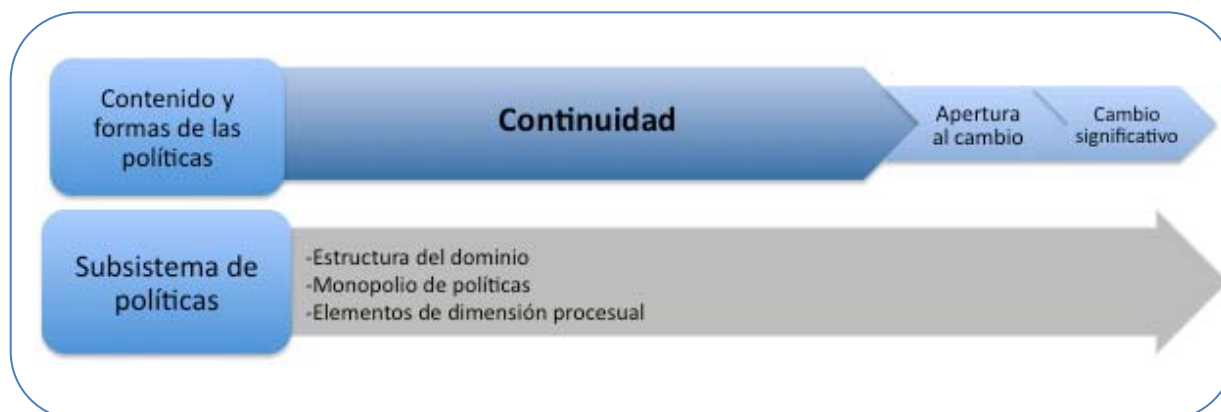 Contenido y
formas de las
políticas
Continuidad
Apertura
al cambio
Cambio
significativo
Subsistema de
políticas
-Estructura del dominio
-Monopolio de políticas
-Elementos de dimensión procesual